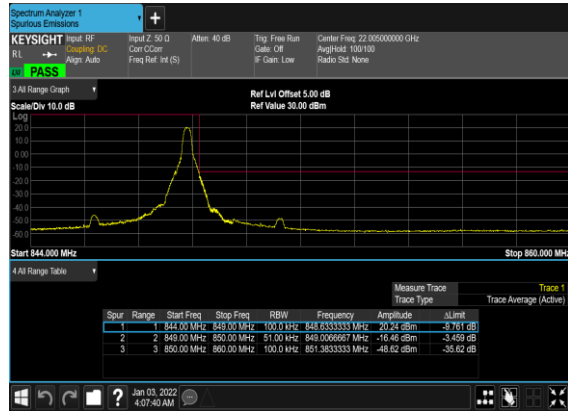 Spectrum Analyzer 1
Spurious Emissions
KEYSIGHT Input: RF Input Z: 50 Ω Atten: 40 dB Trig: Free Run Center Freq: 22.005000000 GHz
RL Coupling: DC Corr CCorr Gate: Off Avg|Hold: 100/100
Align: Auto Freq Ref: Int (S) IF Gain: Low Radio Std: None
PASS
3 All Range Graph
Ref Lvl Offset 5.00 dB
Scale/Div 10.0 dB Ref Value 30.00 dBm
Log
20.0
10.0
0.00
-10.0
-20.0
-30.0
-40.0
-50.0
-60.0
Start 844.000 MHz Stop 860.000 MHz
4 All Range Table
Measure Trace Trace 1
Trace Type Trace Average (Active)
Spur Range Start Freq Stop Freq RBW Frequency Amplitude ΔLimit
1 1 844.00 MHz 849.00 MHz 100.0 kHz 848.6333333 MHz 20.24 dBm -9.761 dB
2 2 849.00 MHz 850.00 MHz 51.00 kHz 849.0066667 MHz -16.46 dBm -3.459 dB
3 3 850.00 MHz 860.00 MHz 100.0 kHz 851.3833333 MHz -48.62 dBm -35.62 dB
? Jan 03, 2022
4:07:40 AM